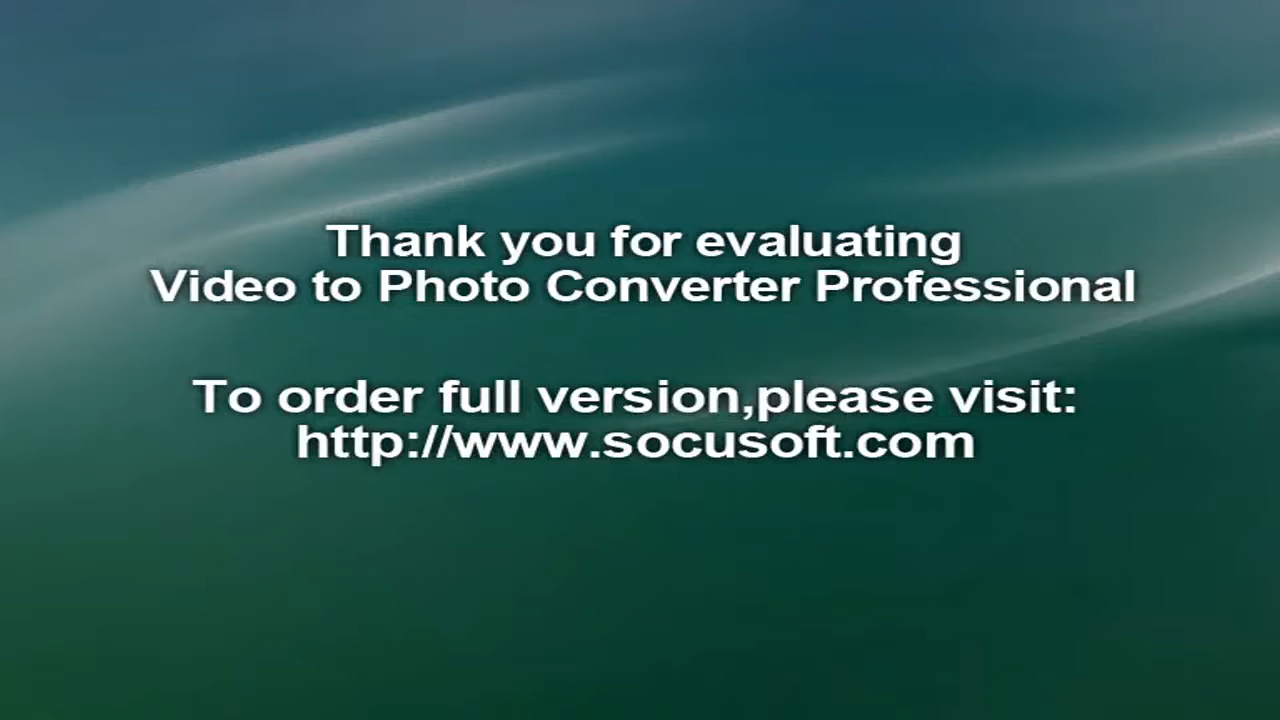 Thank you for evaluating
Video to Photo Converter Professional
To order full version,please visit:
http://www.socusoft.com